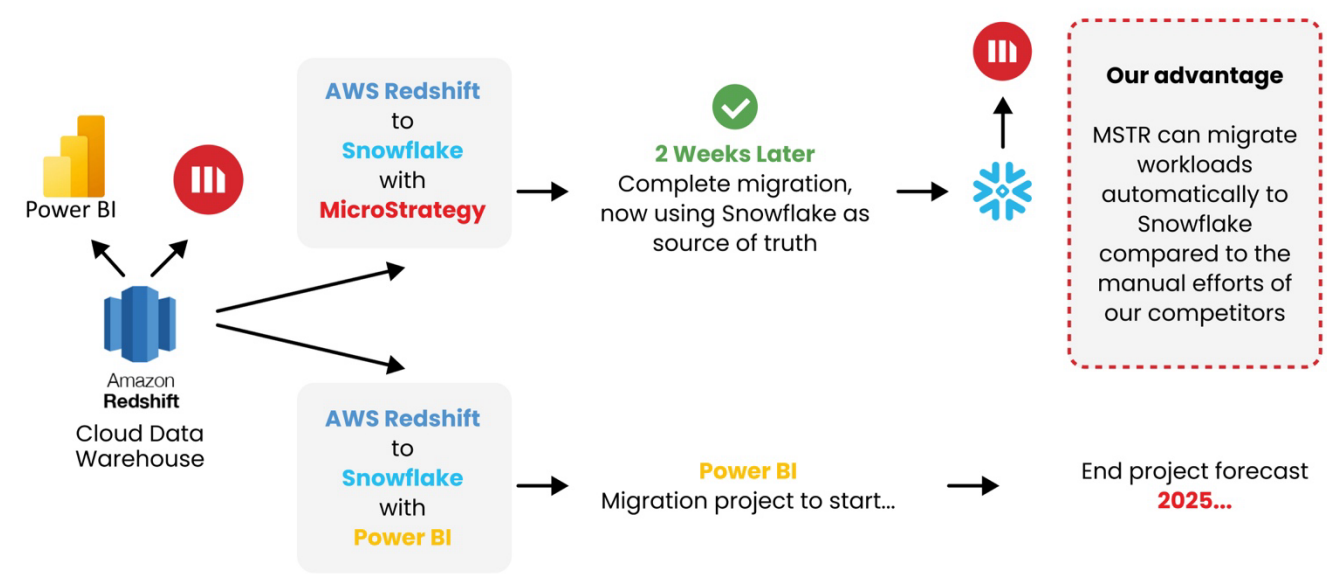 Power BI
Amazon
Redshift
Cloud Data
Warehouse
AWS Redshift
to
Snowflake
with
MicroStrategy
2 Weeks Later
Complete migration,
now using Snowflake as
source of truth
Our advantage
MSTR can migrate
workloads
automatically to
Snowflake
compared to the
manual efforts of
our competitors
AWS Redshift
to
Snowflake
with
Power BI
Power BI
Migration project to start...
End project forecast
2025...